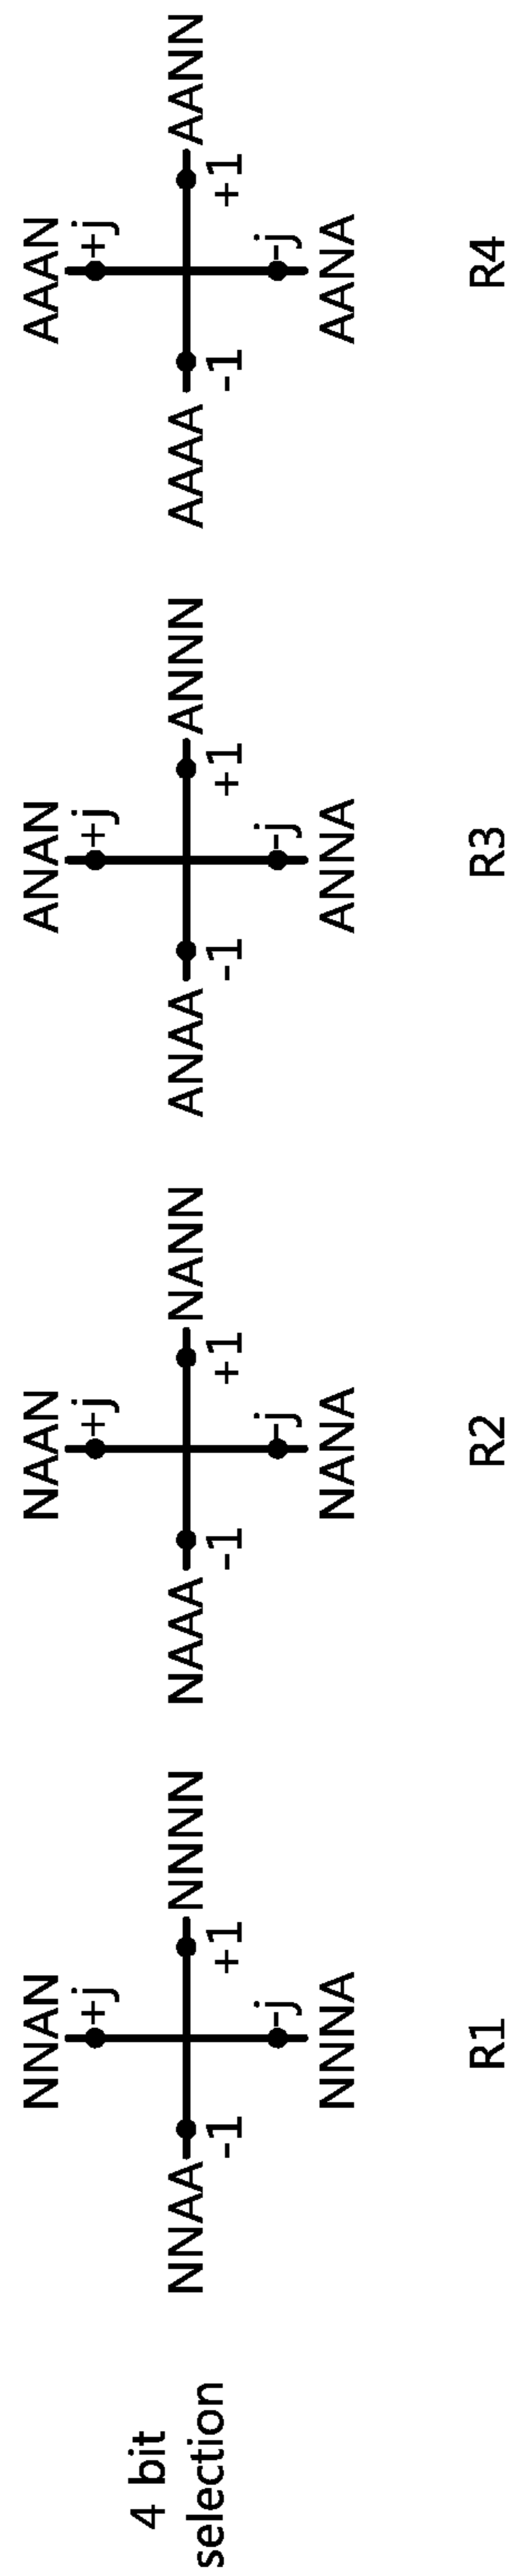 4 bit
selection
NNAN
+j
NNAA
-1
+1
NNNN
-j
NNNA
R1
NAAN
+j
NAAA
-1
+1
NANN
-j
NANA
R2
ANAN
+j
ANAA
-1
+1
ANNN
-j
ANNA
R3
AAAN
+j
AAAA
-1
+1
AANN
-j
AANA
R4